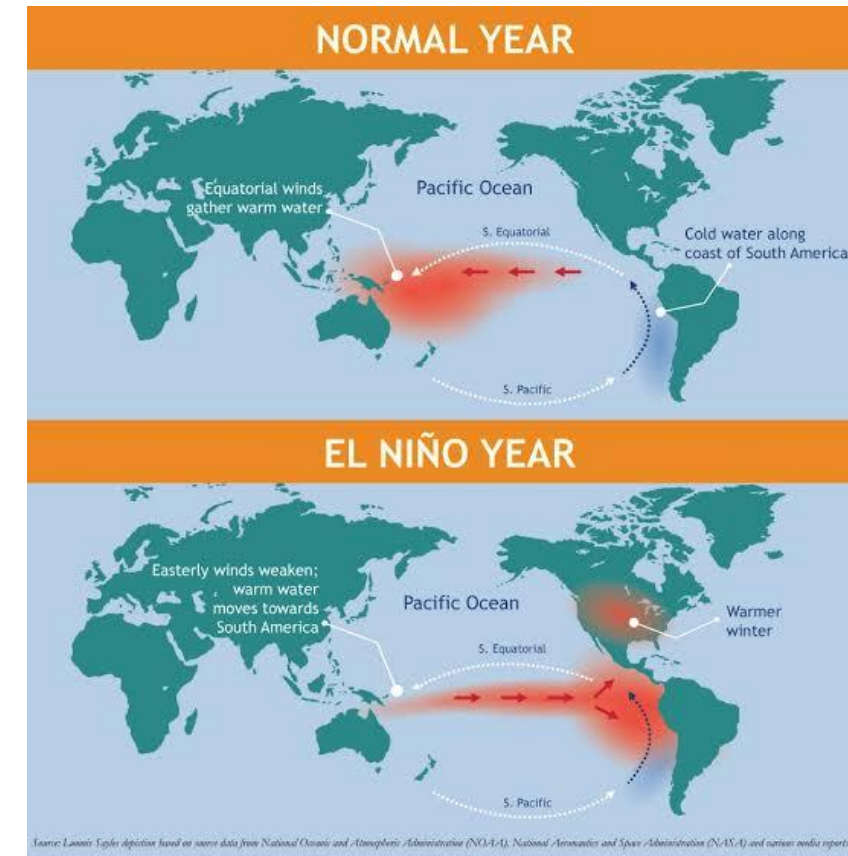 NORMAL YEAR
Equatorial winds
gather warm water
Pacific Ocean
S. Equatorial
Cold water along
coast of South America
S. Pacific
EL NIÑO YEAR
Easterly winds weaken;
warm water
moves towards
South America
Pacific Ocean
S. Equatorial
Warmer
winter
S. Pacific
Source: Loomis Sayles depiction based on source data from National Oceanic and Atmospheric Administration (NOAA), National Aeronautics and Space Administration (NASA) and various media reports